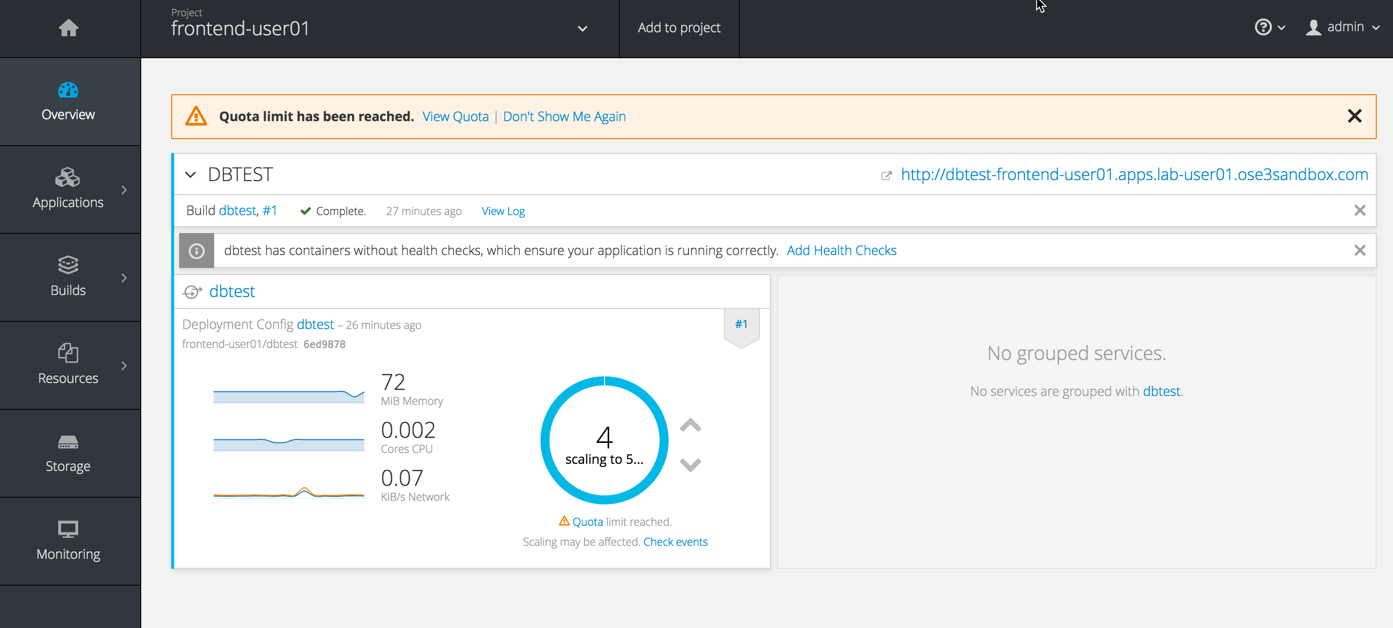 Project
frontend-user01
Add to project
admin
Overview
Applications
Builds
Resources
Storage
Monitoring
Quota limit has been reached. View Quota | Don't Show Me Again
DBTEST
http://dbtest-frontend-user01.apps.lab-user01.ose3sandbox.com
Build dbtest, #1 Complete. 27 minutes ago View Log
dbtest has containers without health checks, which ensure your application is running correctly. Add Health Checks
dbtest
Deployment Config dbtest – 26 minutes ago
#1
frontend-user01/dbtest 6ed9878
72
MiB Memory
0.002
Cores CPU
0.07
KiB/s Network
4
scaling to 5...
Quota limit reached.
Scaling may be affected. Check events
No grouped services.
No services are grouped with dbtest.